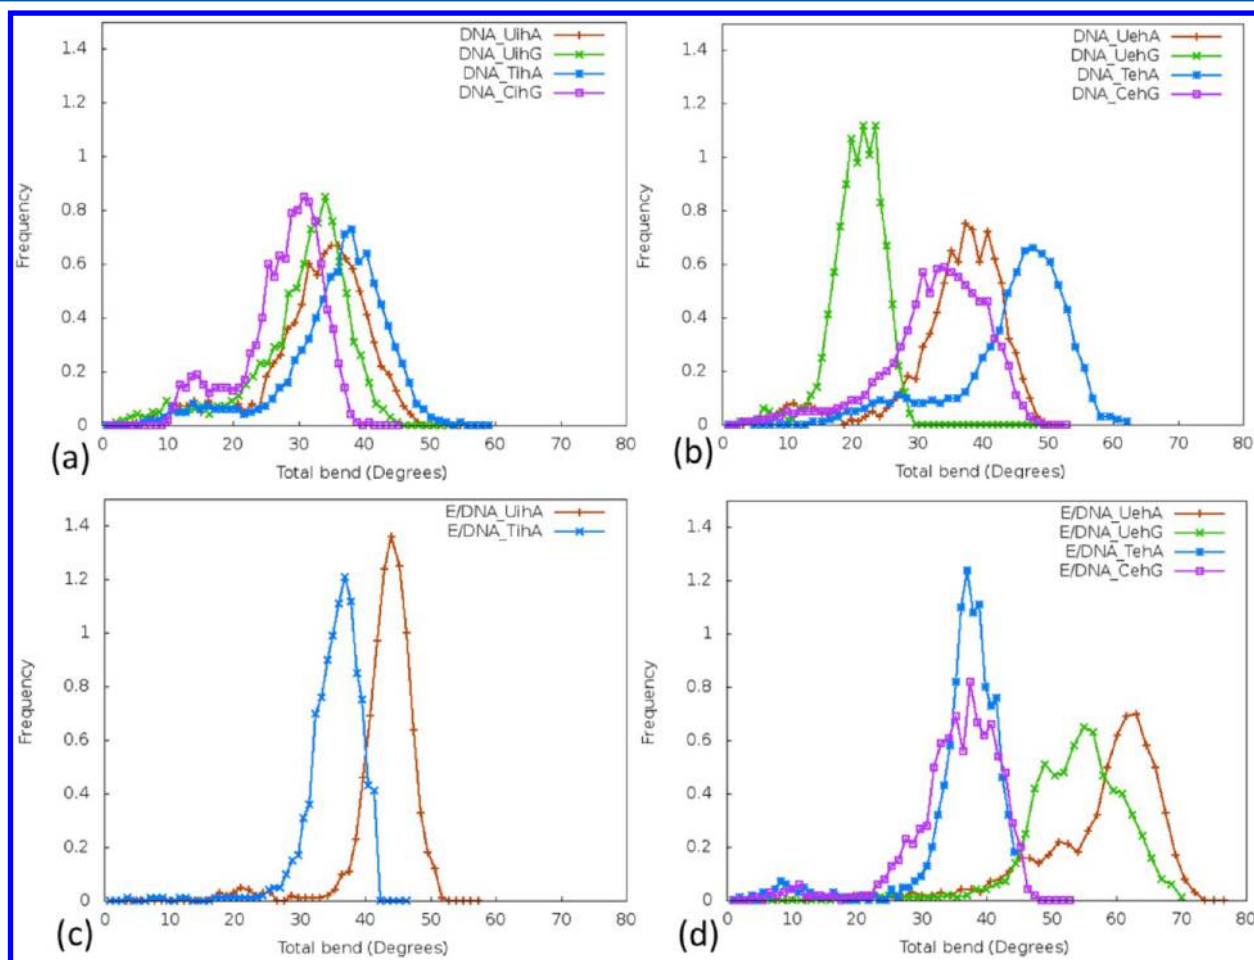 DNA_UihA
DNA_UihG
DNA_TihA
DNA_CihG
1.4
1.2
1
0.8
0.6
0.4
0.2
0
Frequency
0 10 20 30 40 50 60 70 80
Total bend (Degrees)
(a)
DNA_UehA
DNA_UehG
DNA_TehA
DNA_CehG
1.4
1.2
1
0.8
0.6
0.4
0.2
0
Frequency
0 10 20 30 40 50 60 70 80
Total bend (Degrees)
(b)
E/DNA_UihA
E/DNA_TihA
1.4
1.2
1
0.8
0.6
0.4
0.2
0
Frequency
0 10 20 30 40 50 60 70 80
Total bend (Degrees)
(c)
E/DNA_UehA
E/DNA_UehG
E/DNA_TehA
E/DNA_CehG
1.4
1.2
1
0.8
0.6
0.4
0.2
0
Frequency
0 10 20 30 40 50 60 70 80
Total bend (Degrees)
(d)